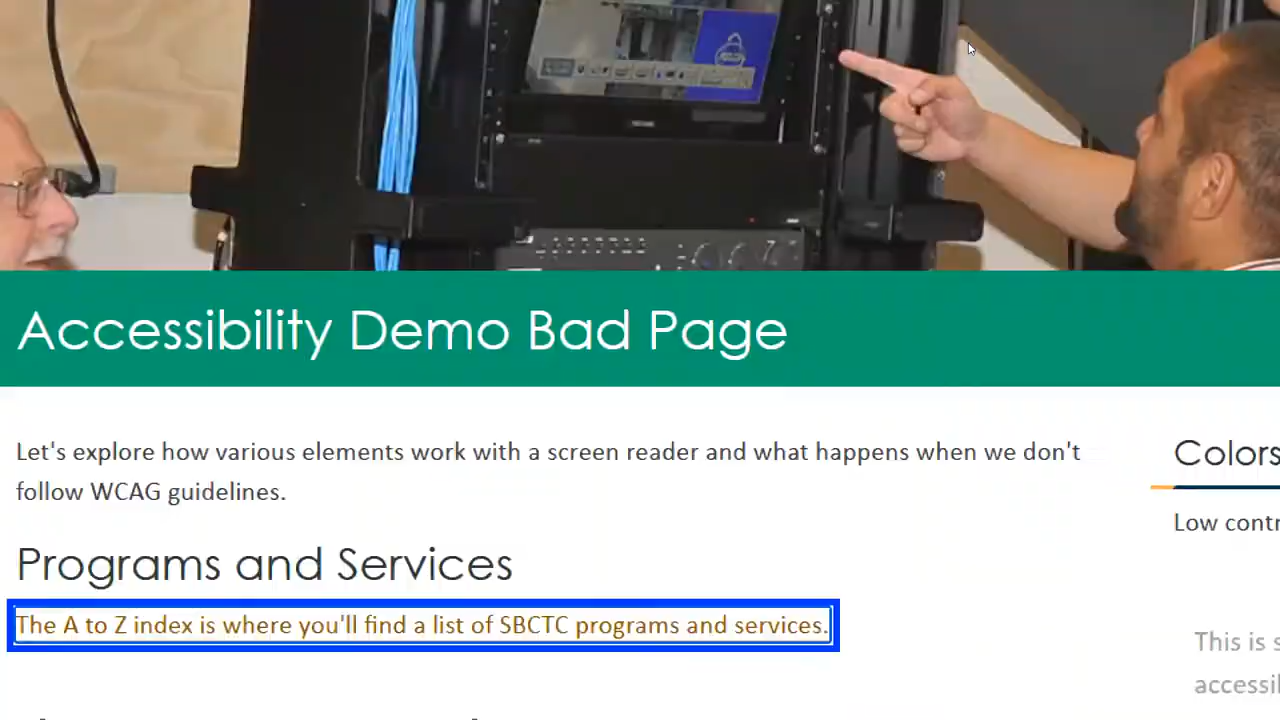 Accessibility Demo Bad Page
Let's explore how various elements work with a screen reader and what happens when we don't
follow WCAG guidelines.
Programs and Services
The A to Z index is where you'll find a list of SBCTC programs and services.
Colors
Low contr
This is s
accessil